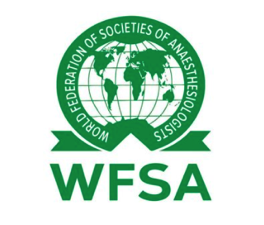 WORLD FEDERATION OF SOCIETIES OF ANAESTHESIOLOGISTS
WFSA